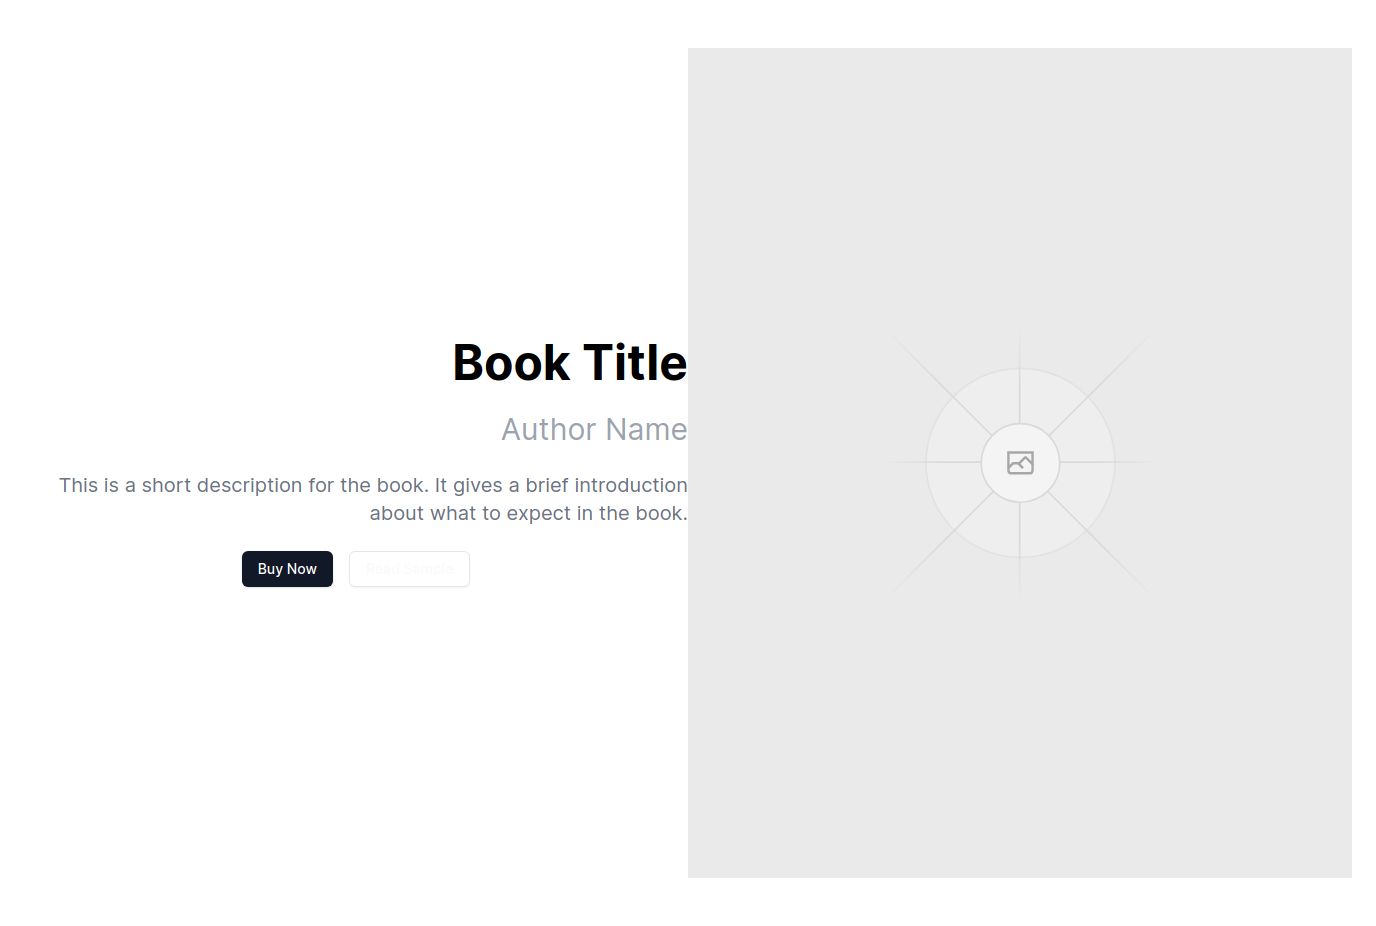 Book Title
Author Name
This is a short description for the book. It gives a brief introduction
about what to expect in the book.
Buy Now
Read Sample